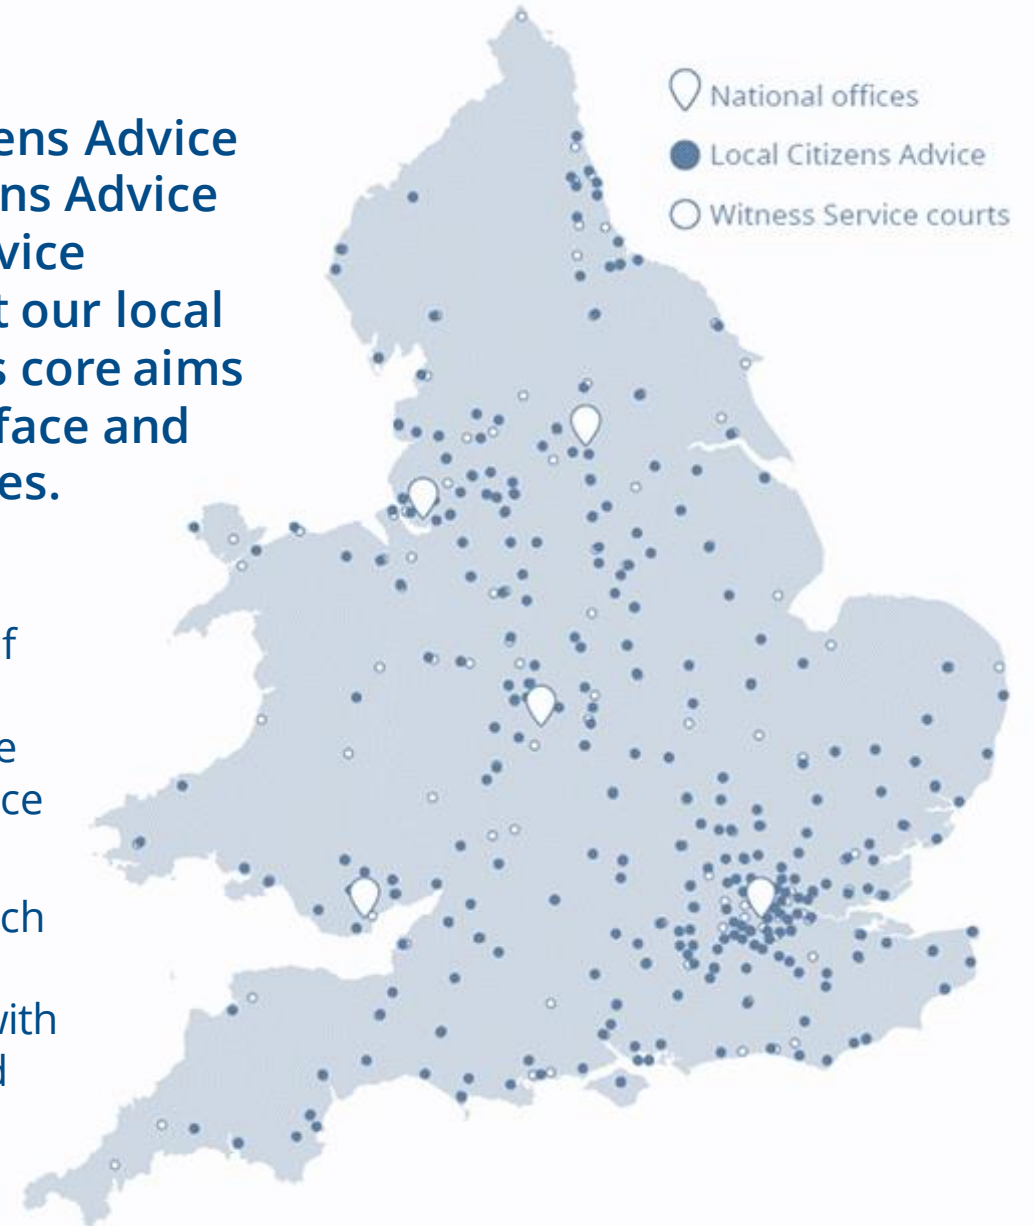 ens Advice
ns Advice
vice
t our local
s core aims
face and
es.
f
e
ce
ch
vith
d
National offices
Local Citizens Advice
Witness Service courts